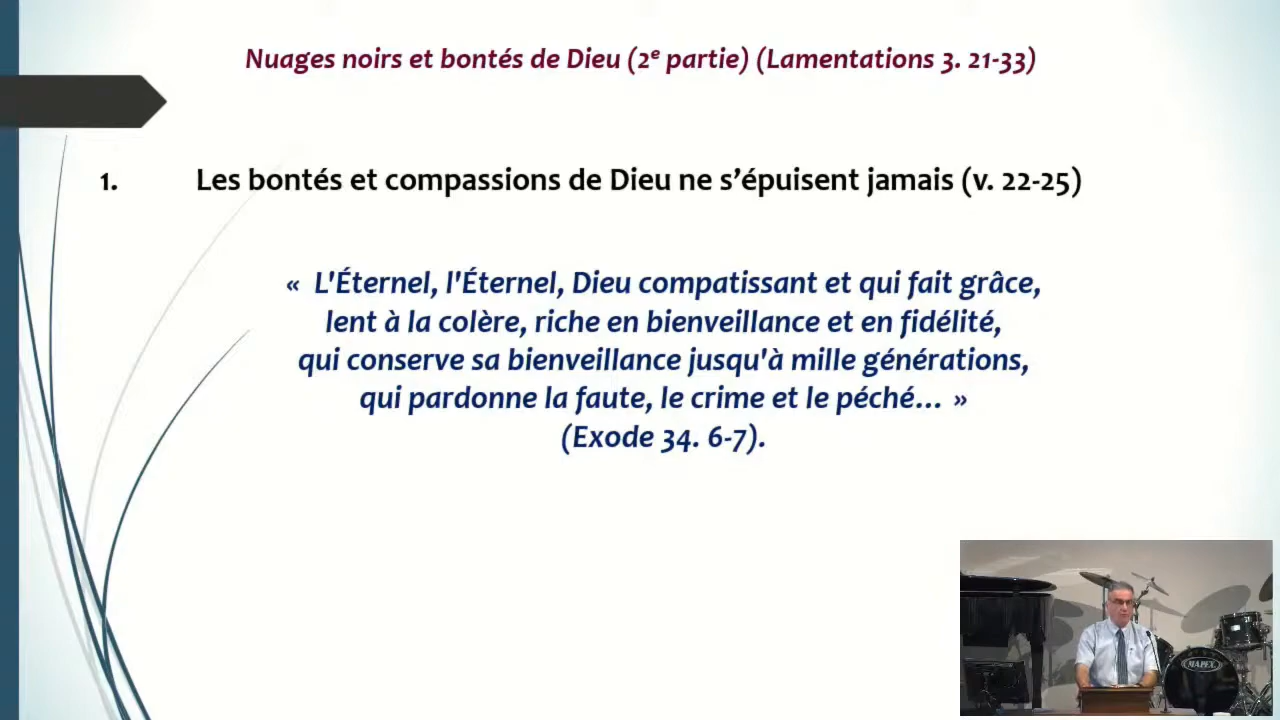 Nuages noirs et bontés de Dieu (2e partie) (Lamentations 3. 21-33)
1. Les bontés et compassions de Dieu ne s’épuisent jamais (v. 22-25)
« L'Éternel, l'Éternel, Dieu compatissant et qui fait grâce,
lent à la colère, riche en bienveillance et en fidélité,
qui conserve sa bienveillance jusqu'à mille générations,
qui pardonne la faute, le crime et le péché… »
(Exode 34. 6-7).
MAPEX